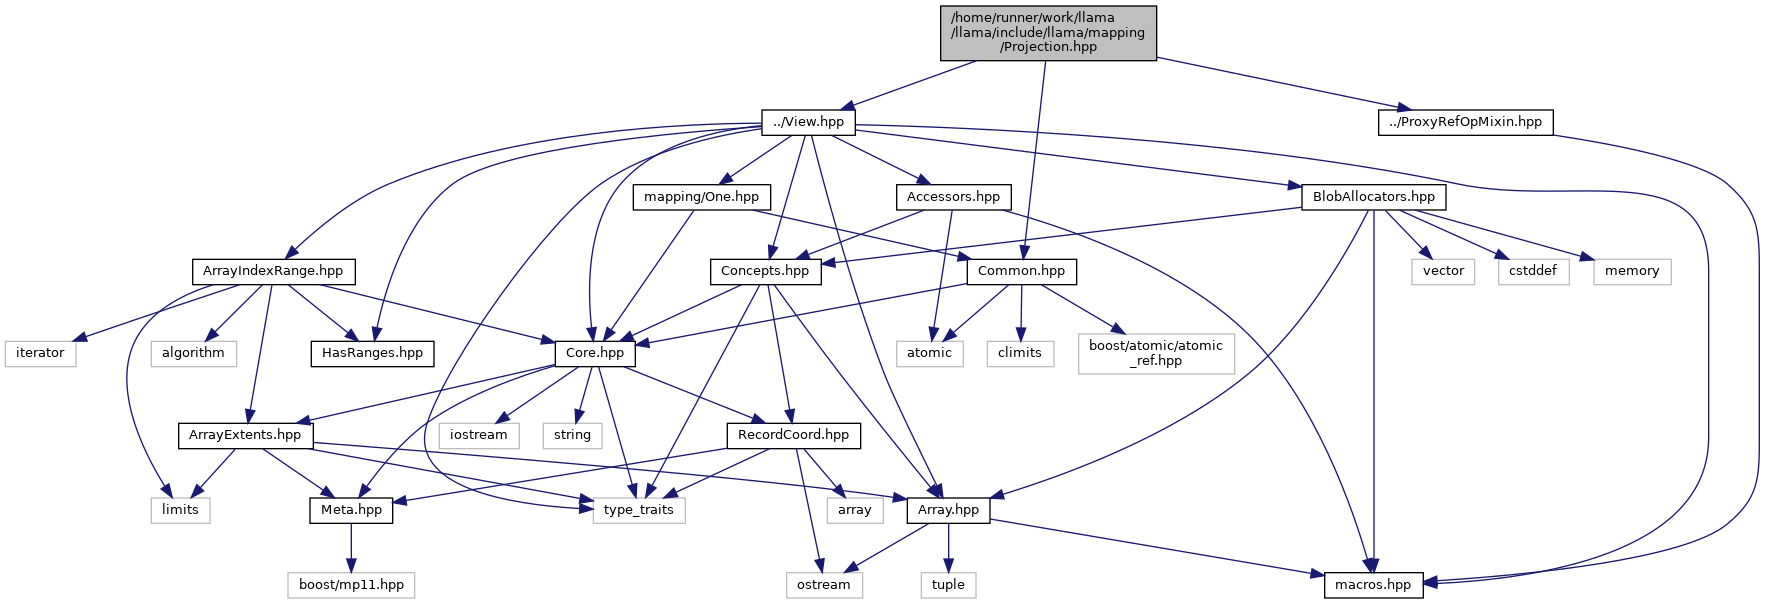 /home/runner/work/llama
/llama/include/llama/mapping
/Projection.hpp
../View.hpp
../ProxyRefOpMixin.hpp
mapping/One.hpp
Accessors.hpp
BlobAllocators.hpp
ArrayIndexRange.hpp
Concepts.hpp
Common.hpp
vector
cstddef
memory
iterator
algorithm
HasRanges.hpp
Core.hpp
atomic
climits
boost/atomic/atomic
_ref.hpp
ArrayExtents.hpp
iostream
string
RecordCoord.hpp
limits
Meta.hpp
type_traits
array
Array.hpp
boost/mp11.hpp
ostream
tuple
macros.hpp